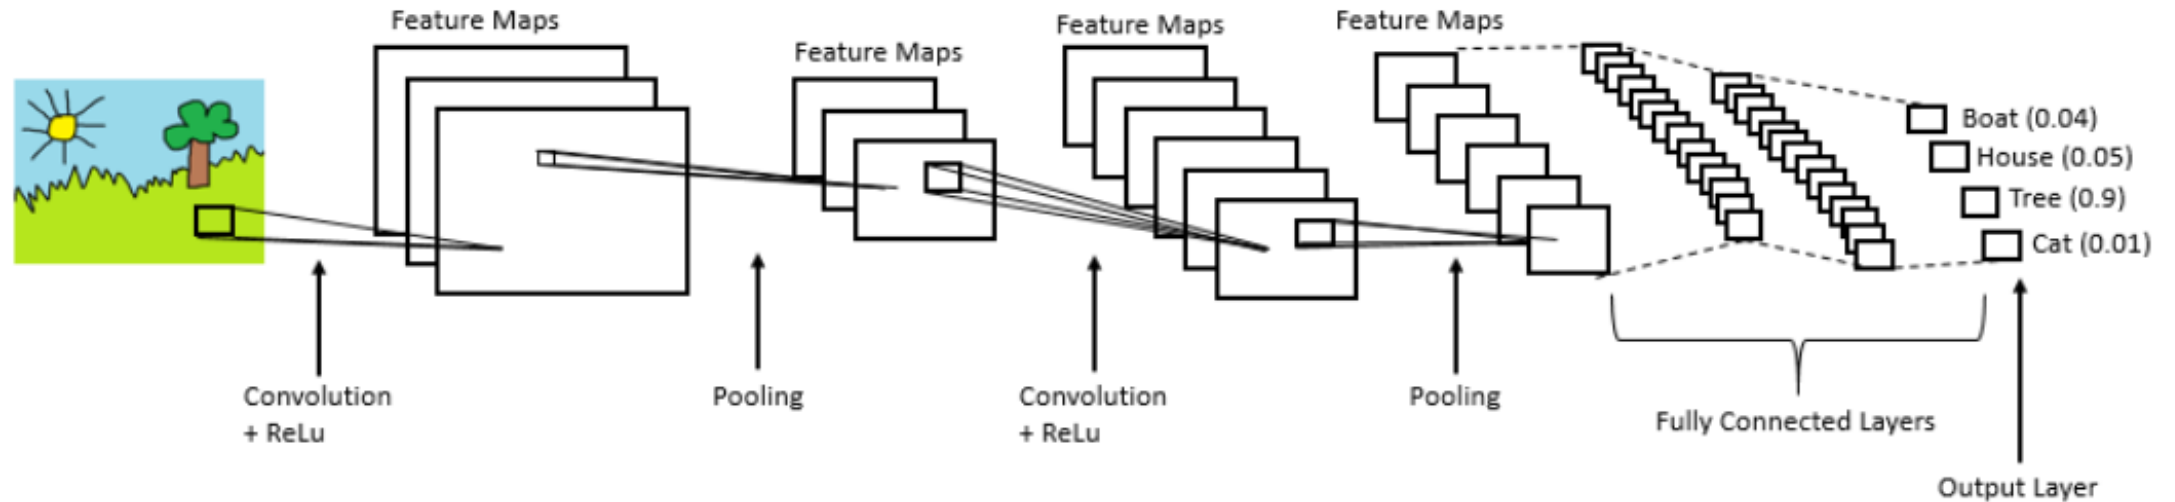 Feature Maps
Feature Maps
Feature Maps
Feature Maps
Boat (0.04)
House (0.05)
Tree (0.9)
Cat (0.01)
Convolution
+ ReLu
Pooling
Convolution
+ ReLu
Pooling
Fully Connected Layers
Output Layer